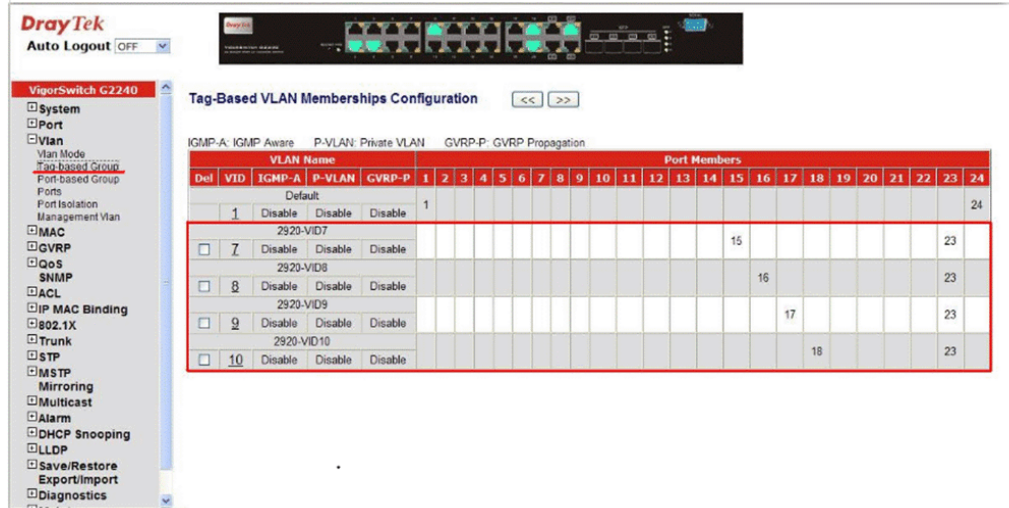 DrayTek
Auto Logout OFF
VigorSwitch G2240
System
Port
Vlan
Vlan Mode
Tag-based Group
Port-based Group
Ports
Port Isolation
Management Vlan
MAC
GVRP
QoS
SNMP
ACL
IP MAC Binding
802.1X
Trunk
STP
MSTP
Mirroring
Multicast
Alarm
DHCP Snooping
LLDP
Save/Restore
Export/Import
Diagnostics
Tag-Based VLAN Memberships Configuration << >>
IGMP-A: IGMP Aware P-VLAN: Private VLAN GVRP-P: GVRP Propagation
VLAN Name Port Members
Del VID IGMP-A P-VLAN GVRP-P 1 2 3 4 5 6 7 8 9 10 11 12 13 14 15 16 17 18 19 20 21 22 23 24
Default
1 Disable Disable Disable 1 24
2920-VID7
7 Disable Disable Disable 15 23
2920-VID8
8 Disable Disable Disable 16 23
2920-VID9
9 Disable Disable Disable 17 23
2920-VID10
10 Disable Disable Disable 18 23